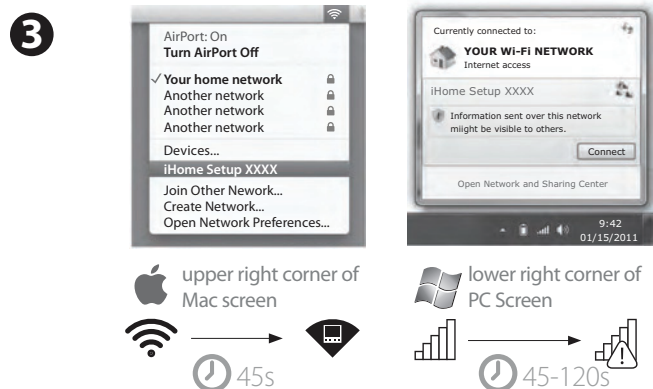 3
AirPort: On
Turn AirPort Off
✓ Your home network
Another network
Another network
Another network
Devices...
iHome Setup XXXX
Join Other Nework...
Create Network...
Open Network Preferences...
upper right corner of
Mac screen
45s
Currently connected to:
YOUR Wi-Fi NETWORK
Internet access
iHome Setup XXXX
Information sent over this network
miight be visible to others.
Connect
Open Network and Sharing Center
9:42
01/15/2011
lower right corner of
PC Screen
45-120s